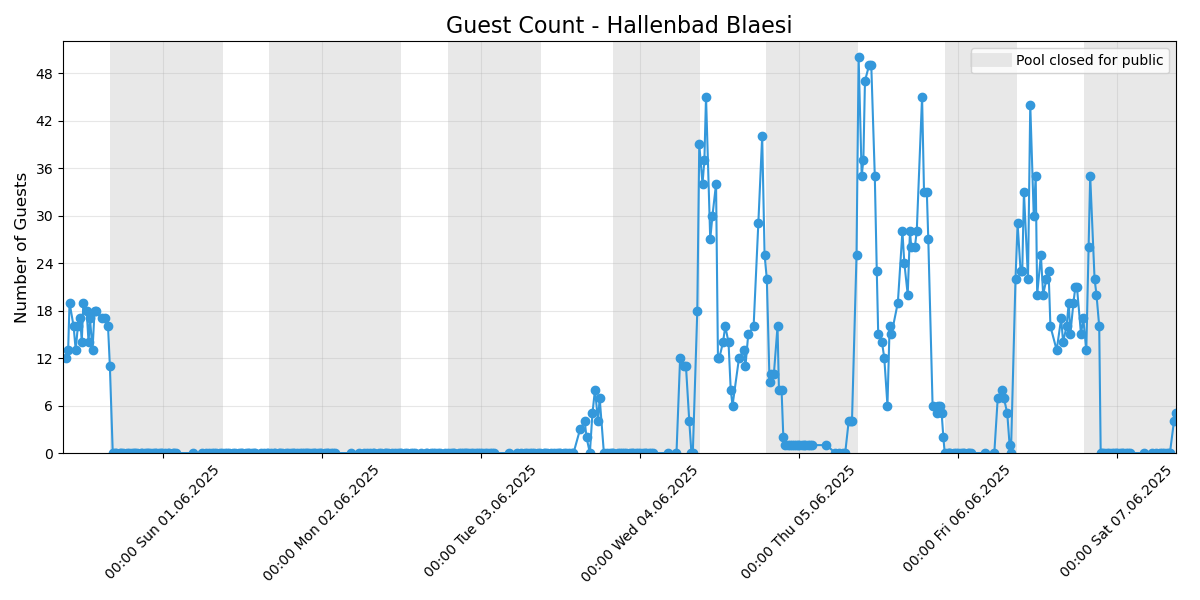 Guest Count - Hallenbad Blaesi
Pool closed for public
Number of Guests
48
42
36
30
24
18
12
6
0
00:00 Sun 01.06.2025
00:00 Mon 02.06.2025
00:00 Tue 03.06.2025
00:00 Wed 04.06.2025
00:00 Thu 05.06.2025
00:00 Fri 06.06.2025
00:00 Sat 07.06.2025